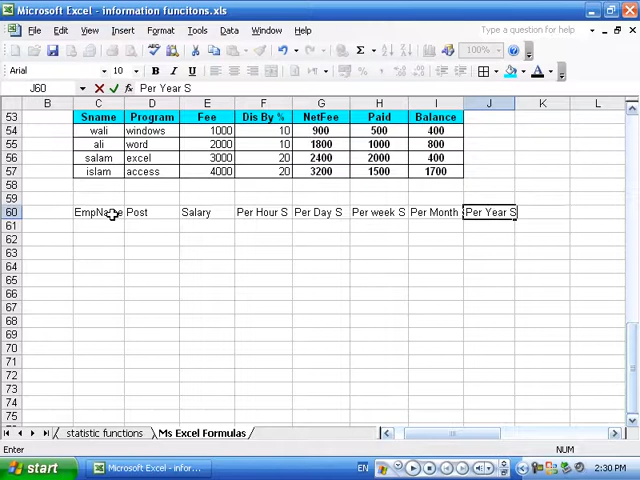 Microsoft Excel - information funcitons.xls
File Edit View Insert Format Tools Data Window Help
Σ 100%
Arial 10 B I U
J60 fx Per Year S
B C D E F G H I J K L
53 Sname Program Fee Dis By % NetFee Paid Balance
54 wali windows 1000 10 900 500 400
55 ali word 2000 10 1800 1000 800
56 salam excel 3000 20 2400 2000 400
57 islam access 4000 20 3200 1500 1700
58
59
60 EmpName Post Salary Per Hour S Per Day S Per week S Per Month Per Year S
61
62
63
64
65
66
67
68
69
70
71
72
73
74
75
statistic functions Ms Excel Formulas
Enter NUM
start Microsoft Excel - infor... EN 2:30 PM